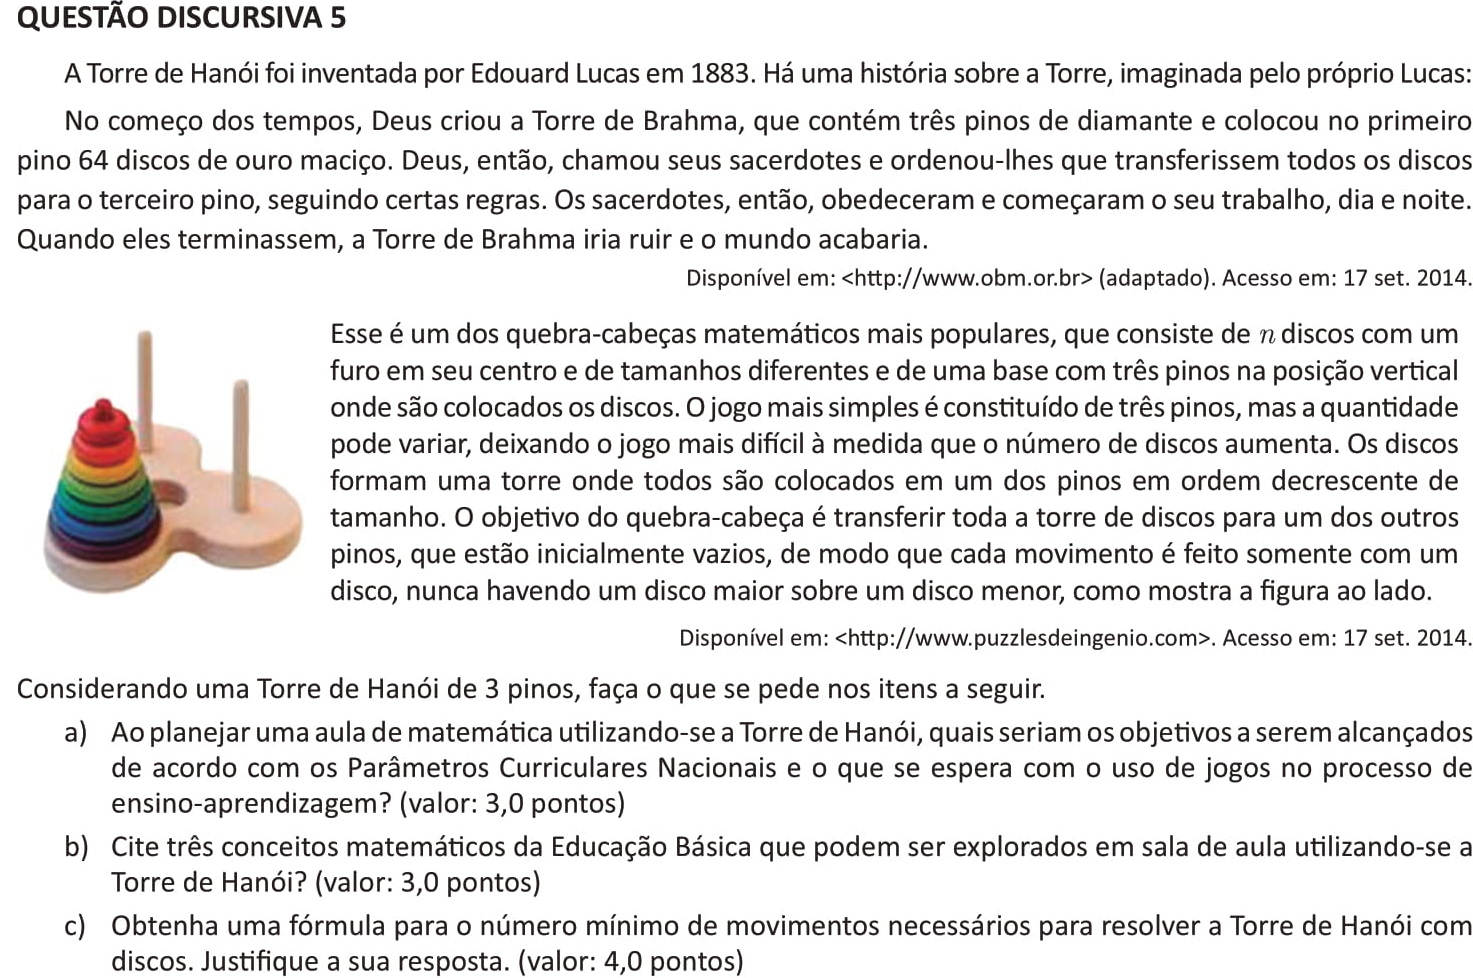 QUESTÃO DISCURSIVA 5
A Torre de Hanói foi inventada por Edouard Lucas em 1883. Há uma história sobre a Torre, imaginada pelo próprio Lucas:
No começo dos tempos, Deus criou a Torre de Brahma, que contém três pinos de diamante e colocou no primeiro
pino 64 discos de ouro maciço. Deus, então, chamou seus sacerdotes e ordenou-lhes que transferissem todos os discos
para o terceiro pino, seguindo certas regras. Os sacerdotes, então, obedeceram e começaram o seu trabalho, dia e noite.
Quando eles terminassem, a Torre de Brahma iria ruir e o mundo acabaria.
Disponível em: <http://www.obm.or.br> (adaptado). Acesso em: 17 set. 2014.
Esse é um dos quebra-cabeças matemáticos mais populares, que consiste de n discos com um
furo em seu centro e de tamanhos diferentes e de uma base com três pinos na posição vertical
onde são colocados os discos. O jogo mais simples é constituído de três pinos, mas a quantidade
pode variar, deixando o jogo mais difícil à medida que o número de discos aumenta. Os discos
formam uma torre onde todos são colocados em um dos pinos em ordem decrescente de
tamanho. O objetivo do quebra-cabeça é transferir toda a torre de discos para um dos outros
pinos, que estão inicialmente vazios, de modo que cada movimento é feito somente com um
disco, nunca havendo um disco maior sobre um disco menor, como mostra a figura ao lado.
Disponível em: <http://www.puzzlesdeingenio.com>. Acesso em: 17 set. 2014.
Considerando uma Torre de Hanói de 3 pinos, faça o que se pede nos itens a seguir.
a) Ao planejar uma aula de matemática utilizando-se a Torre de Hanói, quais seriam os objetivos a serem alcançados
de acordo com os Parâmetros Curriculares Nacionais e o que se espera com o uso de jogos no processo de
ensino-aprendizagem? (valor: 3,0 pontos)
b) Cite três conceitos matemáticos da Educação Básica que podem ser explorados em sala de aula utilizando-se a
Torre de Hanói? (valor: 3,0 pontos)
c) Obtenha uma fórmula para o número mínimo de movimentos necessários para resolver a Torre de Hanói com
discos. Justifique a sua resposta. (valor: 4,0 pontos)